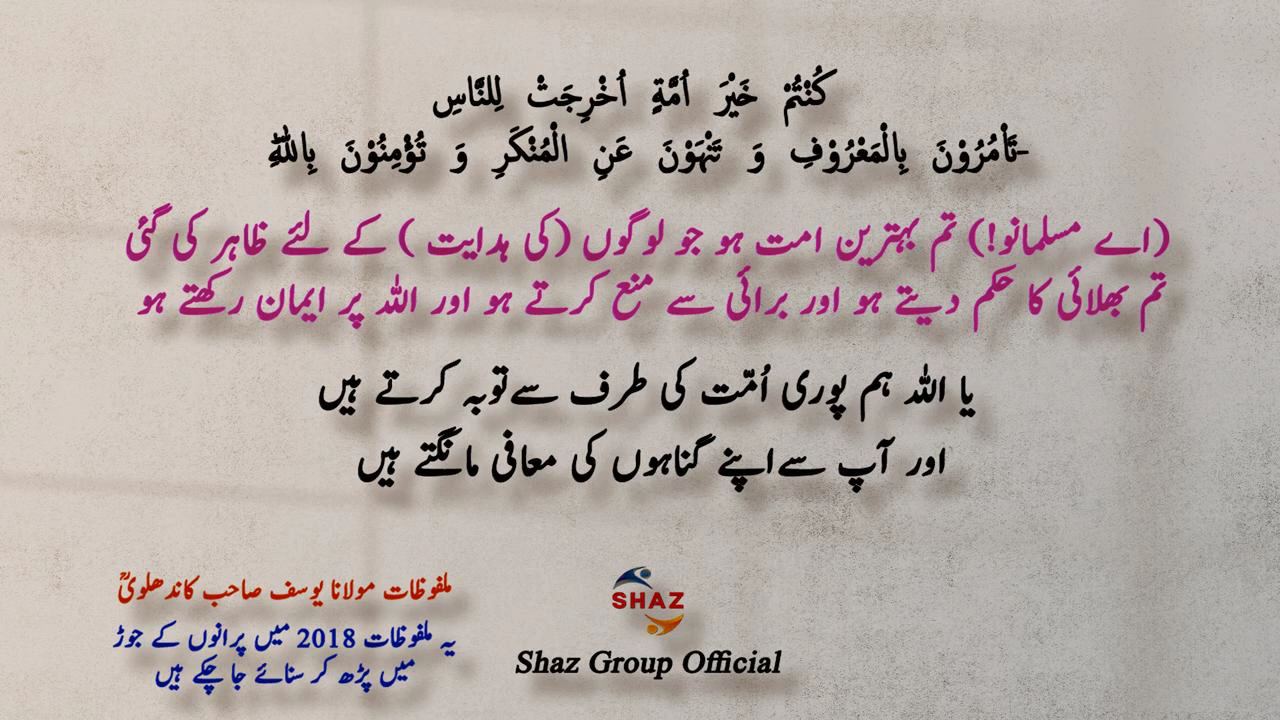 كُنْتُمْ خَيْرَ اُمَّةٍ اُخْرِجَتْ لِلنَّاسِ
تَاْمُرُوْنَ بِالْمَعْرُوْفِ وَ تَنْهَوْنَ عَنِ الْمُنْكَرِ وَ تُؤْمِنُوْنَ بِاللّٰهِؕ-
(اے مسلمانو!) تم بہترین امت ہو جو لوگوں (کی ہدایت ) کے لئے ظاہر کی گئی
تم بھلائی کا حکم دیتے ہو اور برائی سے منع کرتے ہو اور اللہ پر ایمان رکھتے ہو
یا اللہ ہم پوری اُمّت کی طرف سے توبہ کرتے ہیں
اور آپ سے اپنے گناہوں کی معافی مانگتے ہیں
ملفوظات مولانا یوسف صاحب کاندھلویؒ
یہ ملفوظات 2018 میں پرانوں کے جوڑ
میں پڑھ کر سنائے جا چکے ہیں
SHAZ
Shaz Group Official